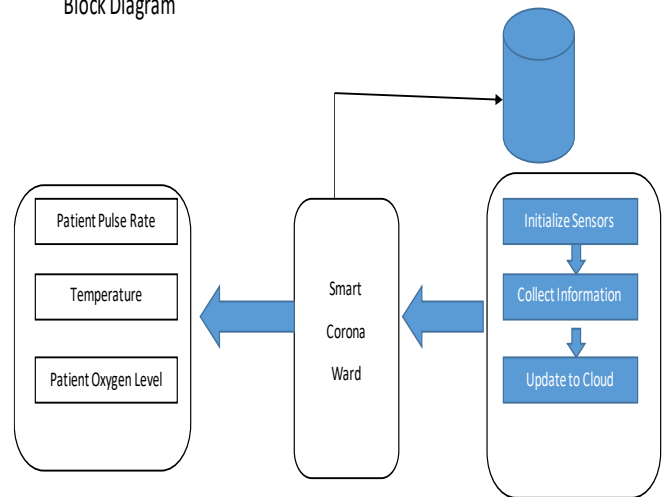 Block Diagram
Patient Pulse Rate
Temperature
Patient Oxygen Level
Smart
Corona
Ward
Initialize Sensors
Collect Information
Update to Cloud